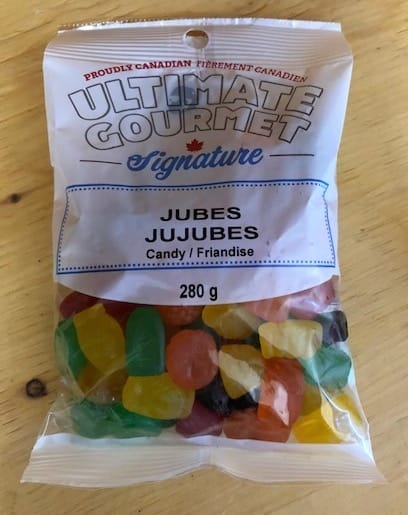 PROUDLY CANADIAN FIÈREMENT CANADIEN
ULTIMATE
GOURMET
Signature
JUBES
JUJUBES
Candy / Friandise
280 g